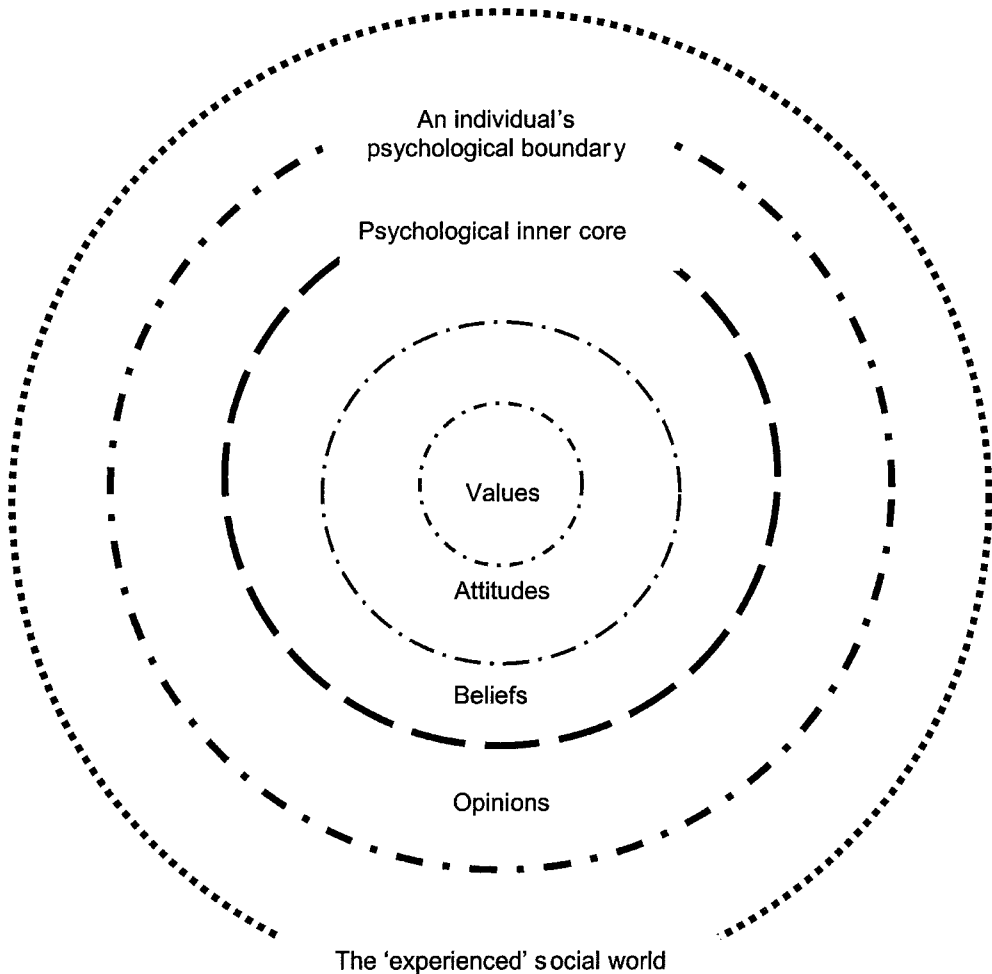 An individual's
psychological boundary
Psychological inner core
Values
Attitudes
Beliefs
Opinions
The 'experienced' social world